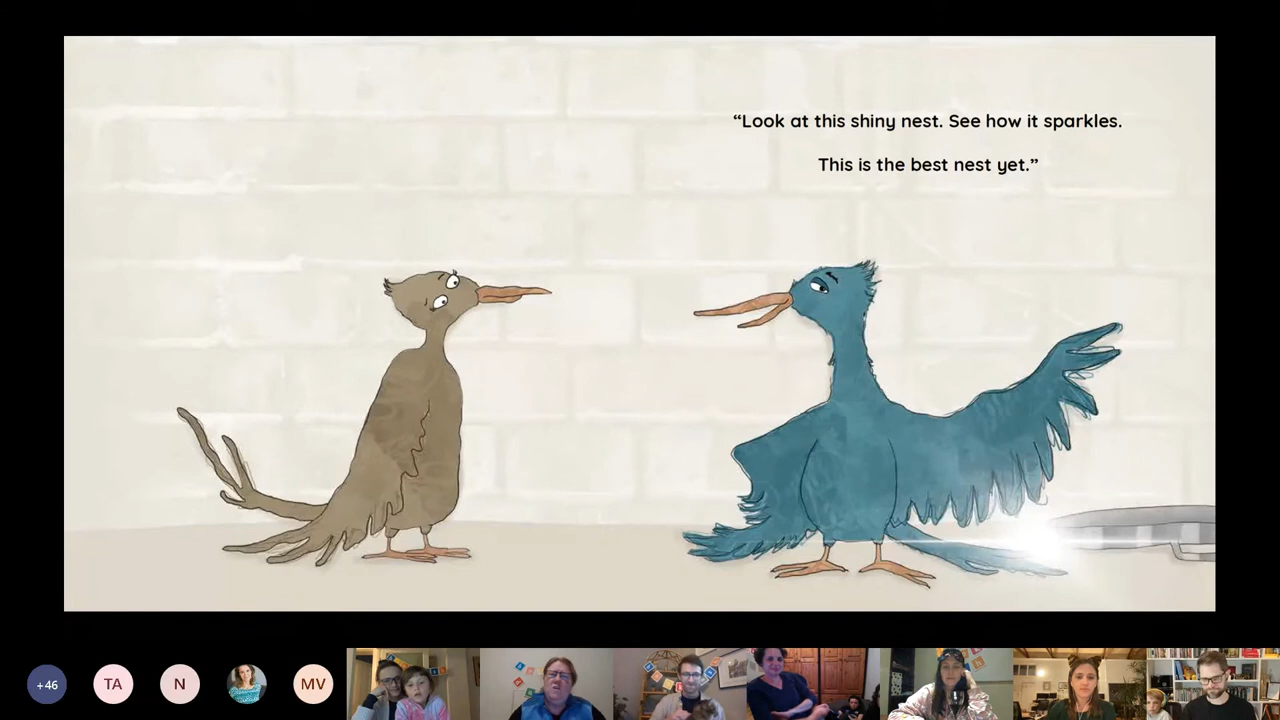 “Look at this shiny nest. See how it sparkles.
This is the best nest yet.”
+46
TA
N
MV